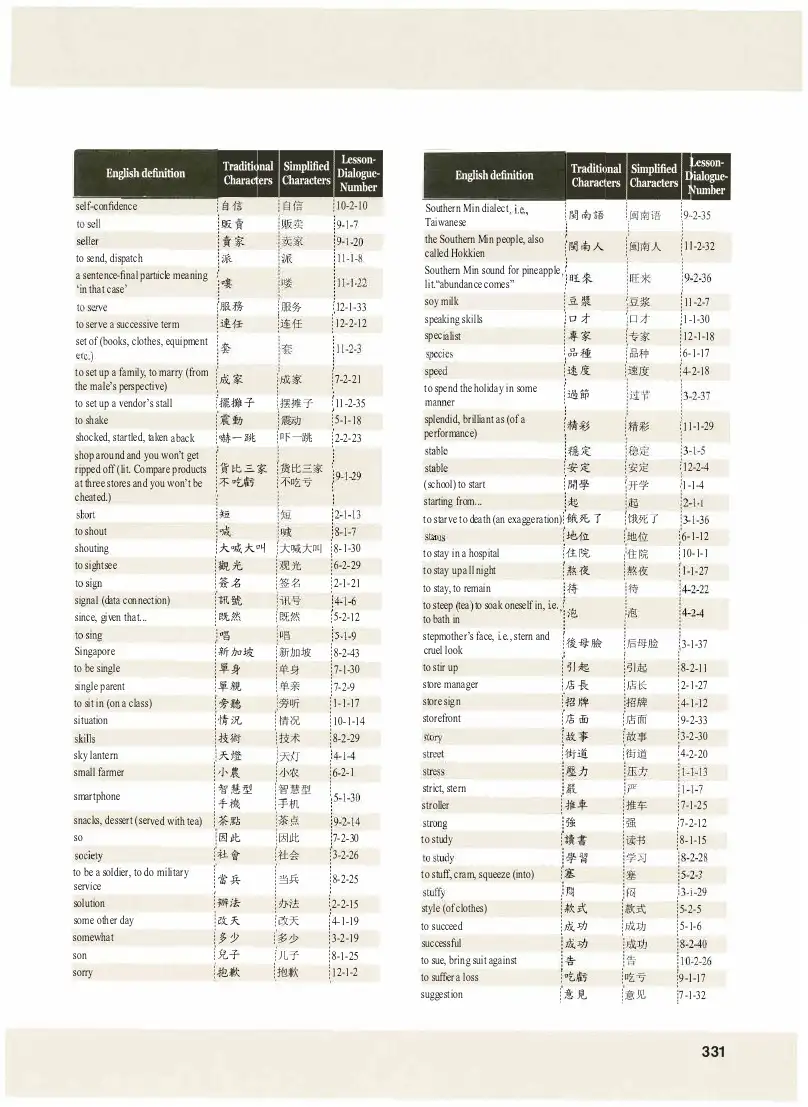 English definition Traditional Characters Simplified Characters Lesson-Dialogue-Number
self-confidence 自信 自信 10-2-10
to sell 販賣 贩卖 9-1-7
seller 賣家 卖家 9-1-20
to send, dispatch 派 派 11-1-8
a sentence-final particle meaning
‘in that case’ 嘍 喽 11-1-22
to serve 服務 服务 12-1-33
to serve a successive term 連任 连任 12-2-12
set of (books, clothes, equipment
etc.) 套 套 11-2-3
to set up a family, to marry (from
the male’s perspective) 成家 成家 7-2-21
to set up a vendor’s stall 擺攤子 摆摊子 11-2-35
to shake 震動 震动 5-1-18
shocked, startled, taken aback 嚇一跳 吓一跳 2-2-23
shop around and you won’t get
ripped off (lit. Compare products
at three stores and you won’t be
cheated.) 貨比三家不吃虧 货比三家不吃亏 9-1-29
short 短 短 2-1-13
to shout 喊 喊 8-1-7
shouting 大喊大叫 大喊大叫 8-1-30
to sightsee 觀光 观光 6-2-29
to sign 簽名 签名 2-1-21
signal (data connection) 訊號 讯号 4-1-6
since, given that... 既然 既然 5-2-12
to sing 唱 唱 5-1-9
Singapore 新加坡 新加坡 8-2-43
to be single 單身 单身 7-1-30
single parent 單親 单亲 7-2-9
to sit in (on a class) 旁聽 旁听 1-1-17
situation 情況 情况 10-1-14
skills 技術 技术 8-2-29
sky lantern 天燈 天灯 4-1-4
small farmer 小農 小农 6-2-1
smartphone 智慧型手機 智慧型手机 5-1-30
snacks, dessert (served with tea) 茶點 茶点 9-2-14
so 因此 因此 7-2-30
society 社會 社会 3-2-26
to be a soldier, to do military
service 當兵 当兵 8-2-25
solution 辦法 办法 2-2-15
some other day 改天 改天 4-1-19
somewhat 多少 多少 3-2-19
son 兒子 儿子 8-1-25
sorry 抱歉 抱歉 12-1-2
English definition Traditional Characters Simplified Characters Lesson-Dialogue-Number
Southern Min dialect, i.e.,
Taiwanese 閩南語 闽南语 9-2-35
the Southern Min people, also
called Hokkien 閩南人 闽南人 11-2-32
Southern Min sound for pineapple,
lit.“abundance comes” 旺來 旺来 9-2-36
soy milk 豆漿 豆浆 11-2-7
speaking skills 口才 口才 1-1-30
specialist 專家 专家 12-1-18
species 品種 品种 6-1-17
speed 速度 速度 4-2-18
to spend the holiday in some
manner 過節 过节 3-2-37
splendid, brilliant as (of a
performance) 精彩 精彩 11-1-29
stable 穩定 稳定 3-1-5
stable 安定 安定 12-2-4
(school) to start 開學 开学 1-1-4
starting from... 起 起 2-1-1
to starve to death (an exaggeration) 餓死了 饿死了 3-1-36
status 地位 地位 6-1-12
to stay in a hospital 住院 住院 10-1-1
to stay up all night 熬夜 熬夜 1-1-27
to stay, to remain 待 待 4-2-22
to steep (tea) to soak oneself in, i.e.,
to bath in 泡 泡 4-2-4
stepmother’s face, i.e., stern and
cruel look 後母臉 后母脸 3-1-37
to stir up 引起 引起 8-2-11
store manager 店長 店长 2-1-27
store sign 招牌 招牌 4-1-12
storefront 店面 店面 9-2-33
story 故事 故事 3-2-30
street 街道 街道 4-2-20
stress 壓力 压力 1-1-13
strict, stern 嚴 严 1-1-7
stroller 推車 推车 7-1-25
strong 強 强 7-2-12
to study 讀書 读书 8-1-15
to study 學習 学习 8-2-28
to stuff, cram, squeeze (into) 塞 塞 5-2-3
stuffy 悶 闷 3-1-29
style (of clothes) 款式 款式 5-2-5
to succeed 成功 成功 5-1-6
successful 成功 成功 8-2-40
to sue, bring suit against 告 告 10-2-26
to suffer a loss 吃虧 吃亏 9-1-17
suggestion 意見 意见 7-1-32
331